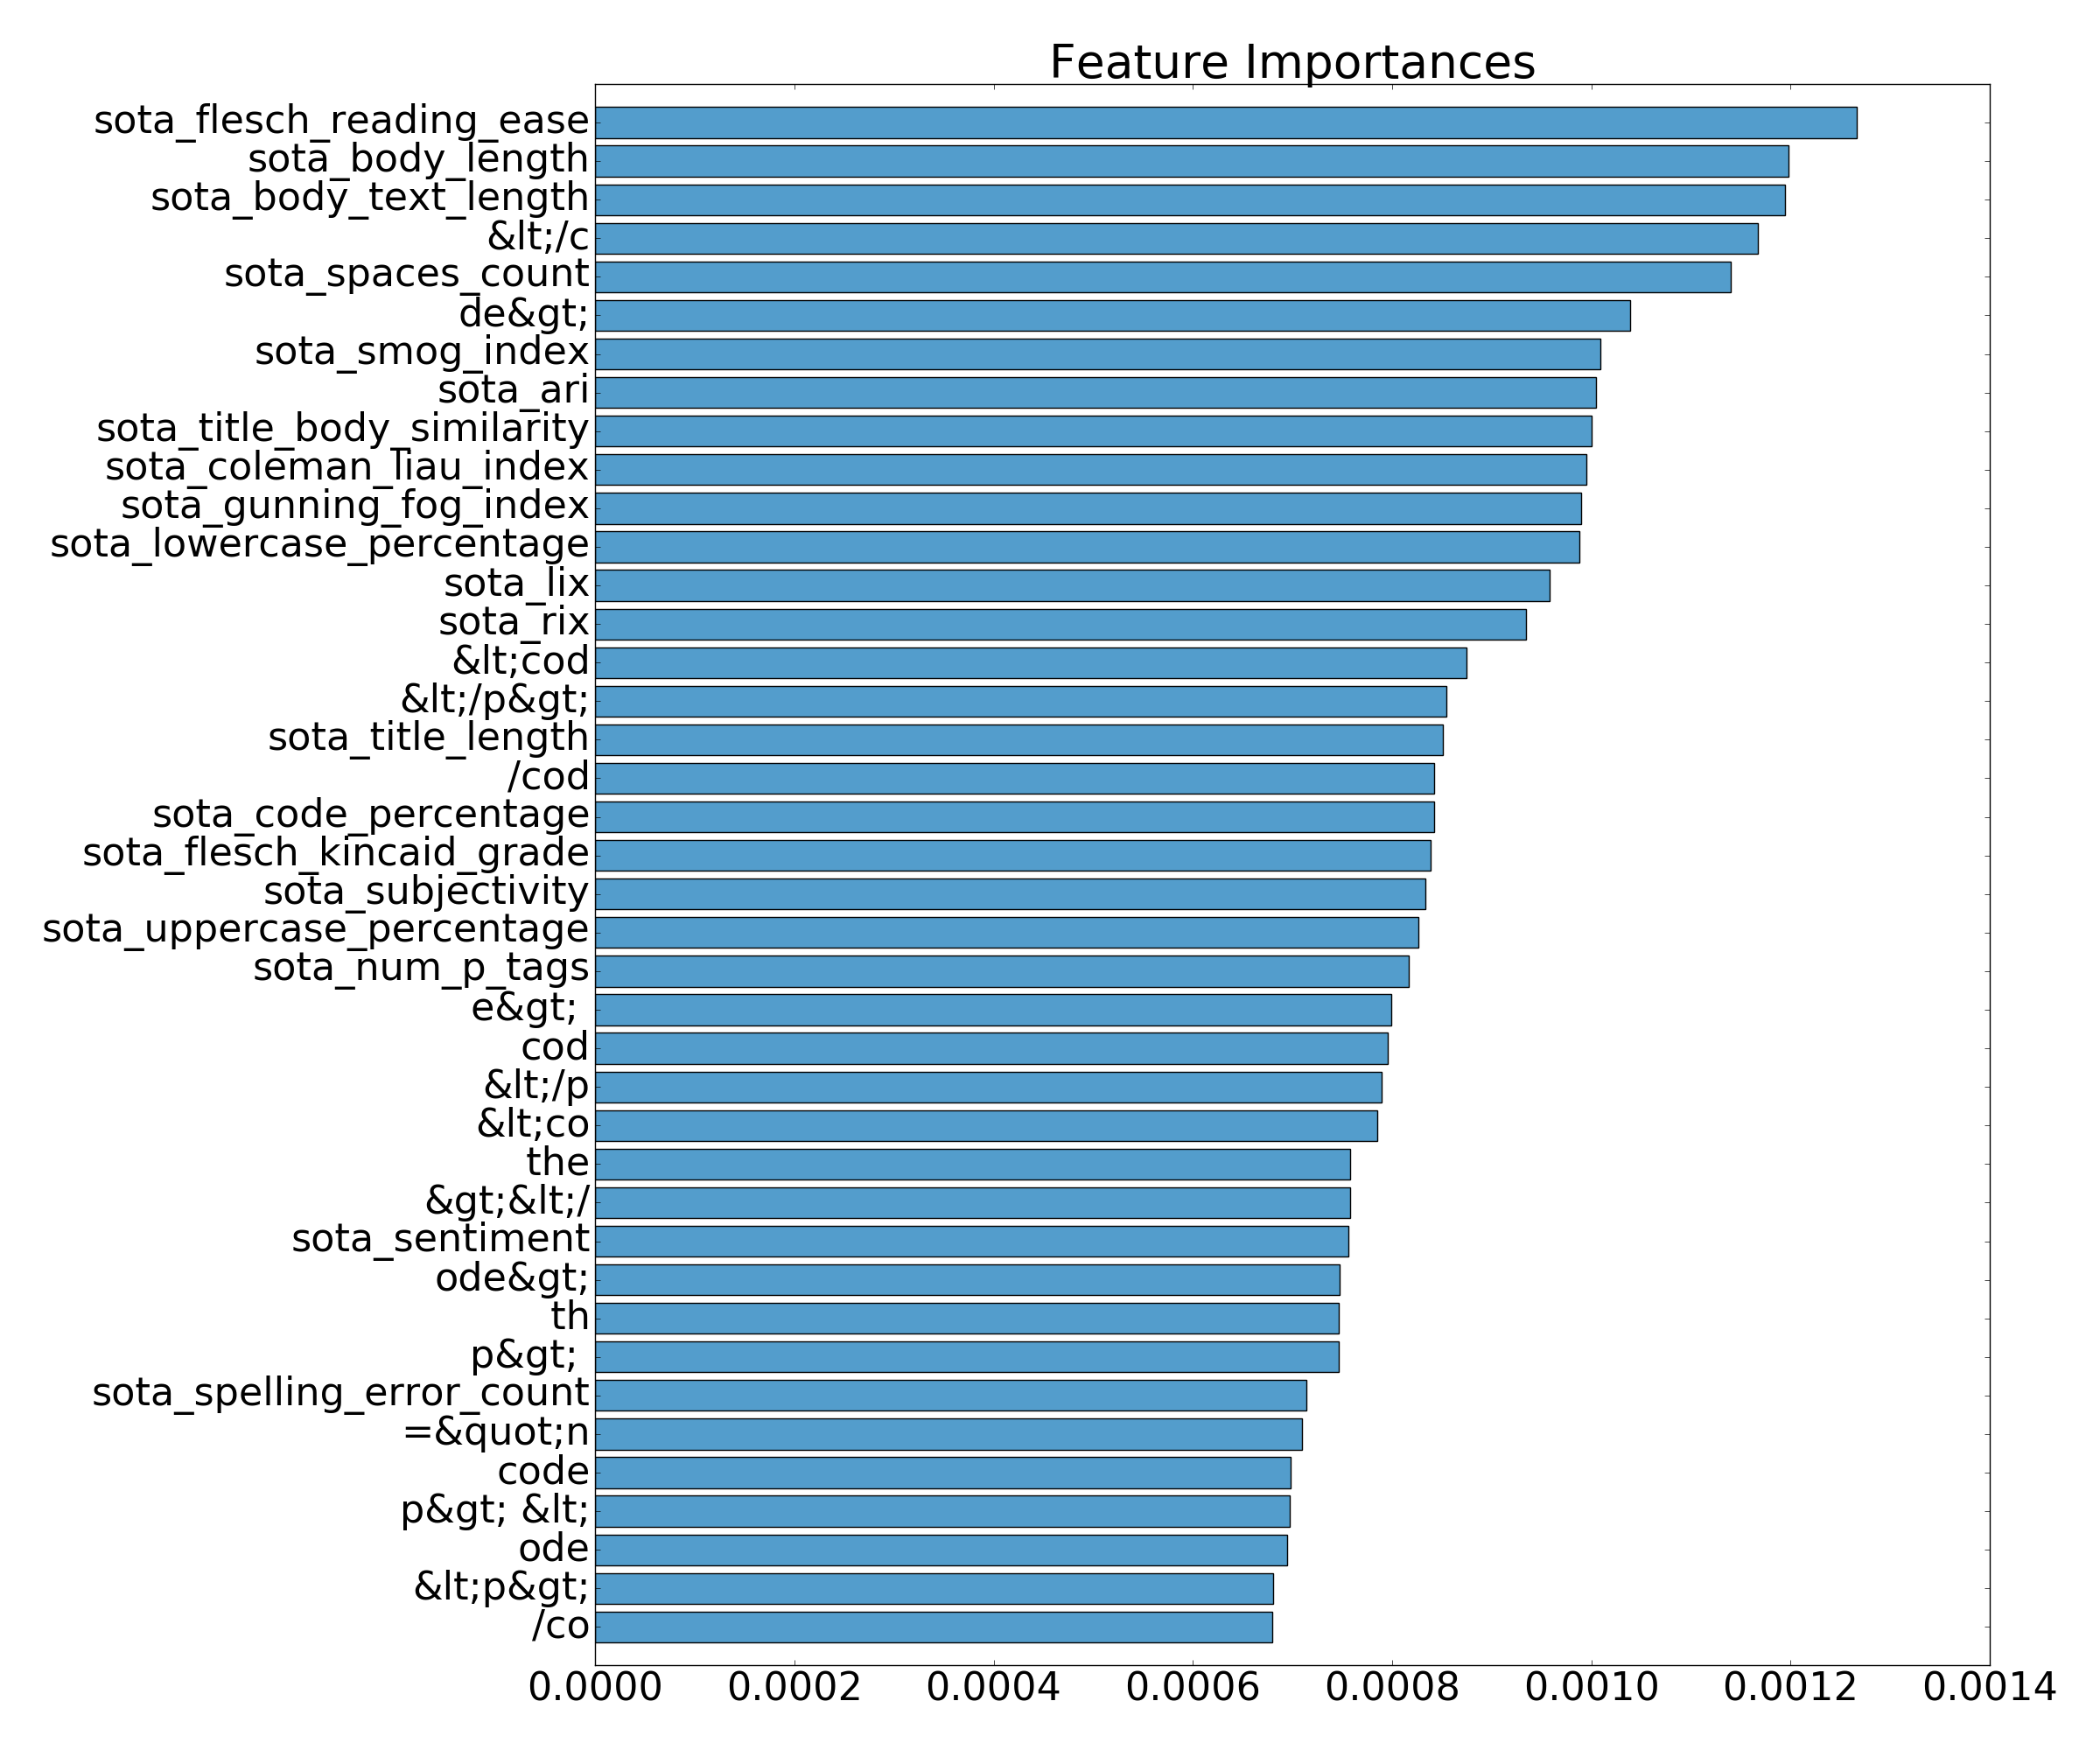 Feature Importances
sota_flesch_reading_ease
sota_body_length
sota_body_text_length
&lt;/c
sota_spaces_count
de&gt;
sota_smog_index
sota_ari
sota_title_body_similarity
sota_coleman_liau_index
sota_gunning_fog_index
sota_lowercase_percentage
sota_lix
sota_rix
&lt;cod
&lt;/p&gt;
sota_title_length
/cod
sota_code_percentage
sota_flesch_kincaid_grade
sota_subjectivity
sota_uppercase_percentage
sota_num_p_tags
e&gt;
cod
&lt;/p
&lt;co
the
&gt;&lt;/
sota_sentiment
ode&gt;
th
p&gt;
sota_spelling_error_count
=&quot;n
code
p&gt; &lt;
ode
&lt;p&gt;
/co
0.0000 0.0002 0.0004 0.0006 0.0008 0.0010 0.0012 0.0014